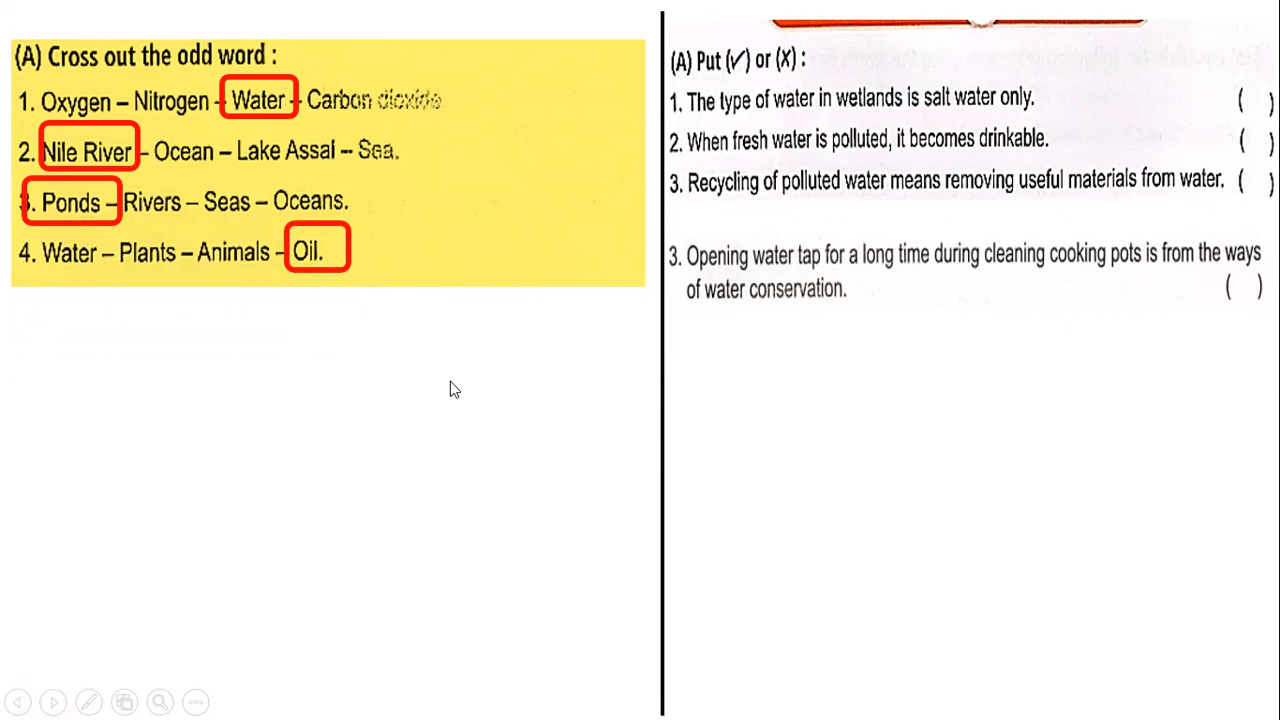 (A) Cross out the odd word :
1. Oxygen – Nitrogen – Water – Carbon dioxide
2. Nile River – Ocean – Lake Assal – Sea.
3. Ponds – Rivers – Seas – Oceans.
4. Water – Plants – Animals – Oil.
(A) Put (✓) or (X) :
1. The type of water in wetlands is salt water only. ( )
2. When fresh water is polluted, it becomes drinkable. ( )
3. Recycling of polluted water means removing useful materials from water. ( )
3. Opening water tap for a long time during cleaning cooking pots is from the ways
of water conservation. ( )